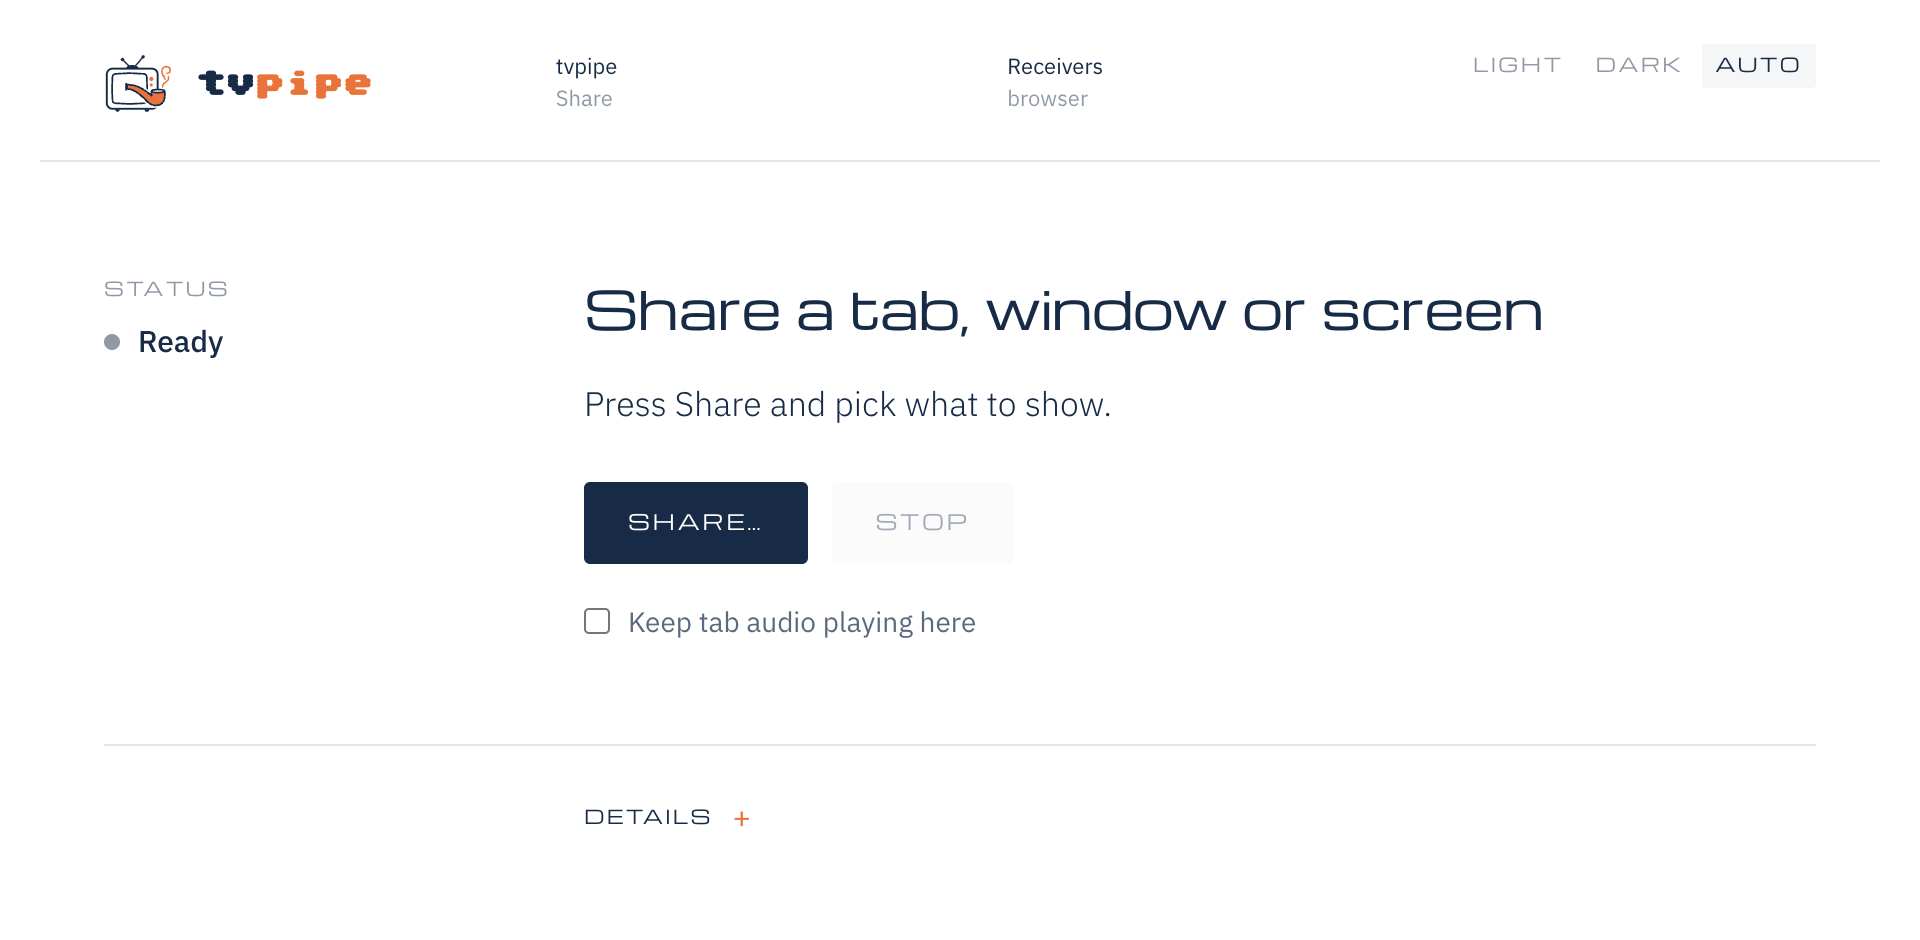 tvpipe
tvpipe
Share
Receivers
browser
LIGHT DARK AUTO
STATUS
Ready
Share a tab, window or screen
Press Share and pick what to show.
SHARE… STOP
Keep tab audio playing here
DETAILS +